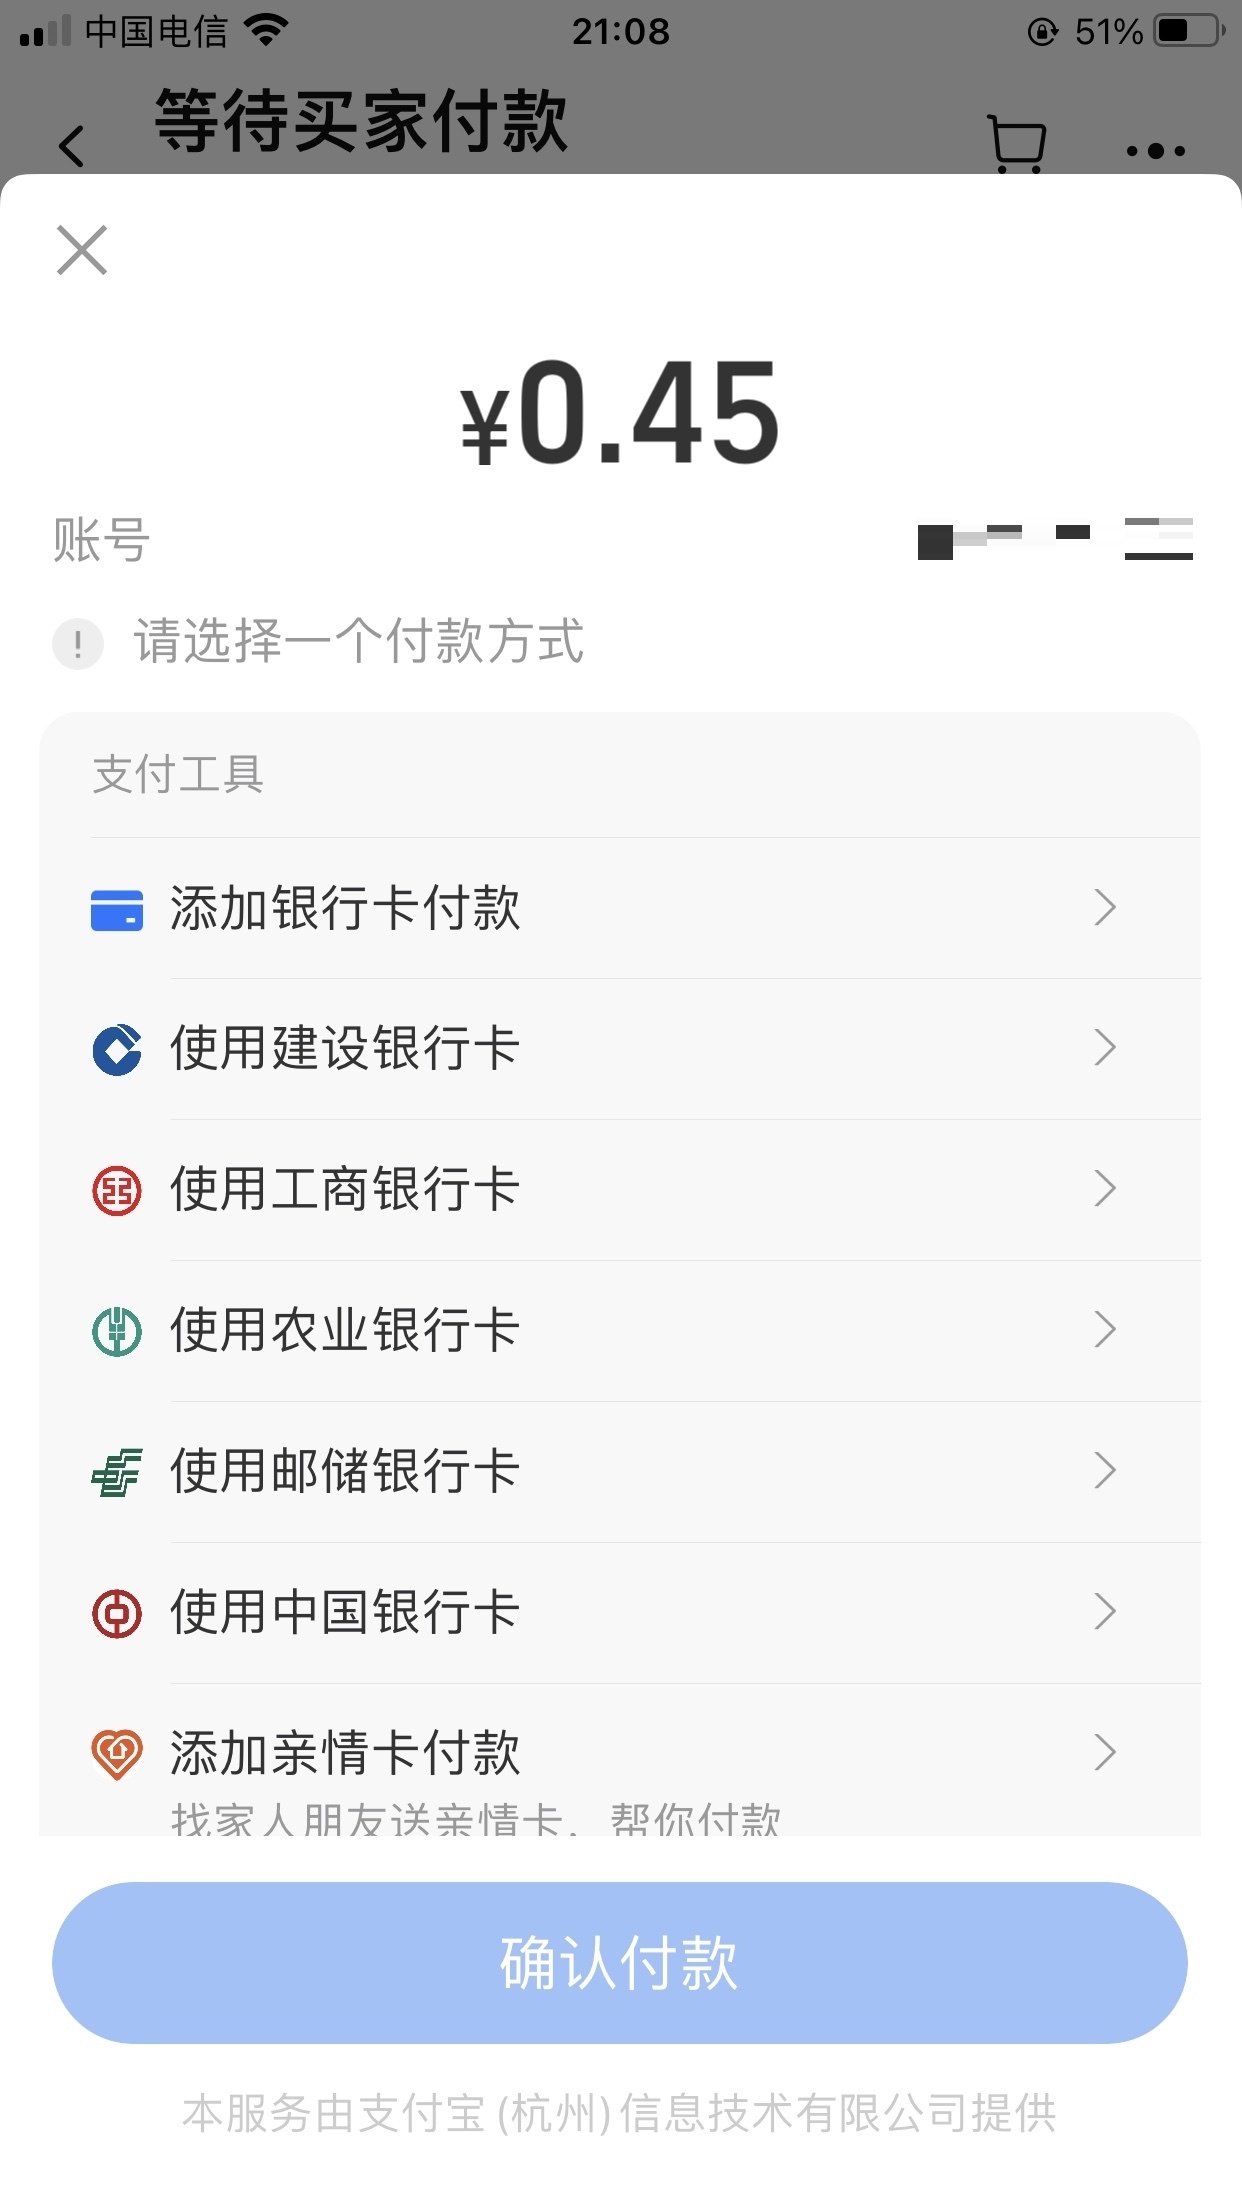 中国电信 21:08 51%
等待买家付款
¥0.45
账号
! 请选择一个付款方式
支付工具
添加银行卡付款
使用建设银行卡
使用工商银行卡
使用农业银行卡
使用邮储银行卡
使用中国银行卡
添加亲情卡付款
找家人朋友送亲情卡，帮你付款
确认付款
本服务由支付宝(杭州)信息技术有限公司提供